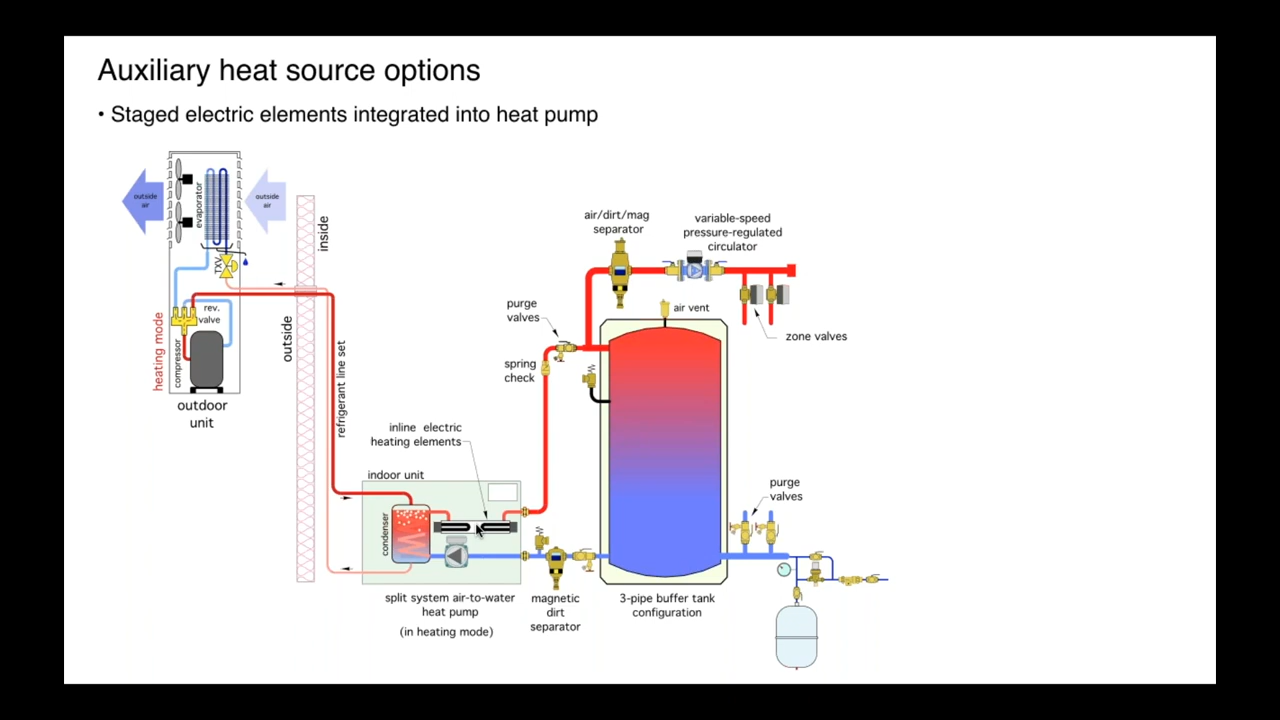 Auxiliary heat source options
• Staged electric elements integrated into heat pump
outside
air
evaporator
outside
air
TXV
inside
rev.
valve
heating mode
compressor
outside
outdoor
unit
refrigerant line set
air/dirt/mag
separator
variable-speed
pressure-regulated
circulator
purge
valves
air vent
zone valves
spring
check
inline electric
heating elements
indoor unit
condenser
purge
valves
split system air-to-water
heat pump
(in heating mode)
magnetic
dirt
separator
3-pipe buffer tank
configuration